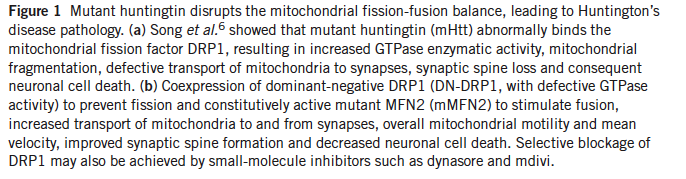 Figure 1 Mutant huntingtin disrupts the mitochondrial fission-fusion balance, leading to Huntington's
disease pathology. (a) Song et al.6 showed that mutant huntingtin (mHtt) abnormally binds the
mitochondrial fission factor DRP1, resulting in increased GTPase enzymatic activity, mitochondrial
fragmentation, defective transport of mitochondria to synapses, synaptic spine loss and consequent
neuronal cell death. (b) Coexpression of dominant-negative DRP1 (DN-DRP1, with defective GTPase
activity) to prevent fission and constitutively active mutant MFN2 (mMFN2) to stimulate fusion,
increased transport of mitochondria to and from synapses, overall mitochondrial motility and mean
velocity, improved synaptic spine formation and decreased neuronal cell death. Selective blockage of
DRP1 may also be achieved by small-molecule inhibitors such as dynasore and mdivi.